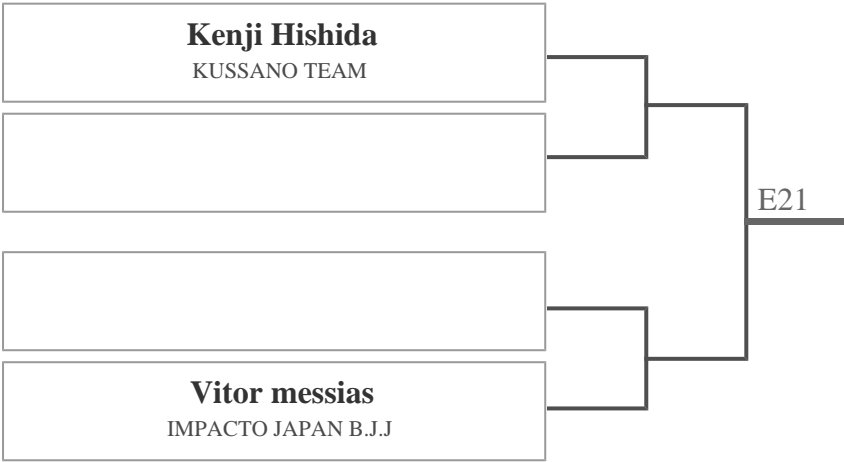 Kenji Hishida
KUSSANO TEAM
E21
Vitor messias
IMPACTO JAPAN B.J.J